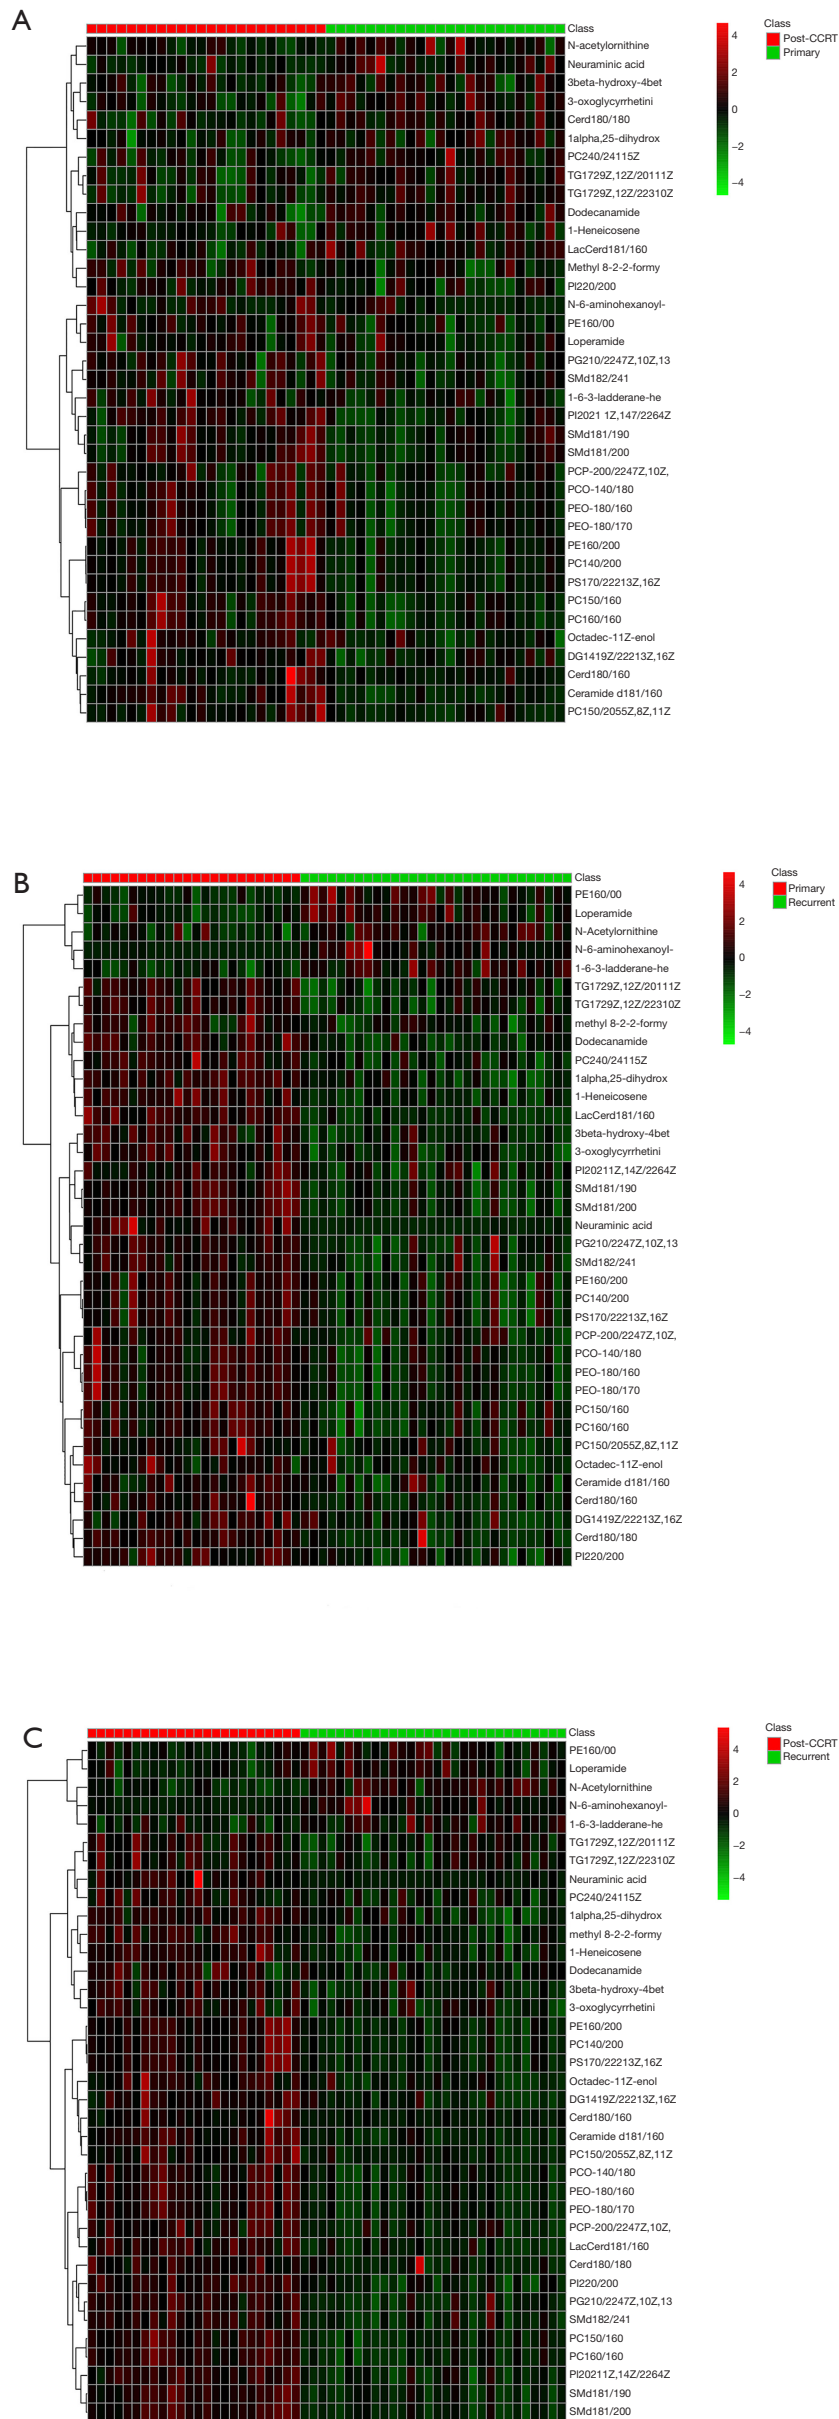 A
Class
N-acetylornithine
Neuraminic acid
3beta-hydroxy-4bet
3-oxoglycyrrhetini
Cerd180/180
1alpha,25-dihydrox
PC240/24115Z
TG1729Z,12Z/20111Z
TG1729Z,12Z/22310Z
Dodecanamide
1-Heneicosene
LacCerd181/160
Methyl 8-2-2-formy
PI220/200
N-6-aminohexanoyl-
PE160/00
Loperamide
PG210/2247Z,10Z,13
SMd182/241
1-6-3-ladderane-he
PI2021 1Z,147/2264Z
SMd181/190
SMd181/200
PCP-200/2247Z,10Z,
PCO-140/180
PEO-180/160
PEO-180/170
PE160/200
PC140/200
PS170/22213Z,16Z
PC150/160
PC160/160
Octadec-11Z-enol
DG1419Z/22213Z,16Z
Cerd180/160
Ceramide d181/160
PC150/2055Z,8Z,11Z
4
2
0
−2
−4
Class
Post-CCRT
Primary
B
Class
PE160/00
Loperamide
N-Acetylornithine
N-6-aminohexanoyl-
1-6-3-ladderane-he
TG1729Z,12Z/20111Z
TG1729Z,12Z/22310Z
methyl 8-2-2-formy
Dodecanamide
PC240/24115Z
1alpha,25-dihydrox
1-Heneicosene
LacCerd181/160
3beta-hydroxy-4bet
3-oxoglycyrrhetini
PI20211Z,14Z/2264Z
SMd181/190
SMd181/200
Neuraminic acid
PG210/2247Z,10Z,13
SMd182/241
PE160/200
PC140/200
PS170/22213Z,16Z
PCP-200/2247Z,10Z,
PCO-140/180
PEO-180/160
PEO-180/170
PC150/160
PC160/160
PC150/2055Z,8Z,11Z
Octadec-11Z-enol
Ceramide d181/160
Cerd180/160
DG1419Z/22213Z,16Z
Cerd180/180
PI220/200
4
2
0
−2
−4
Class
Primary
Recurrent
C
Class
PE160/00
Loperamide
N-Acetylornithine
N-6-aminohexanoyl-
1-6-3-ladderane-he
TG1729Z,12Z/20111Z
TG1729Z,12Z/22310Z
Neuraminic acid
PC240/24115Z
1alpha,25-dihydrox
methyl 8-2-2-formy
1-Heneicosene
Dodecanamide
3beta-hydroxy-4bet
3-oxoglycyrrhetini
PE160/200
PC140/200
PS170/22213Z,16Z
Octadec-11Z-enol
DG1419Z/22213Z,16Z
Cerd180/160
Ceramide d181/160
PC150/2055Z,8Z,11Z
PCO-140/180
PEO-180/160
PEO-180/170
PCP-200/2247Z,10Z,
LacCerd181/160
Cerd180/180
PI220/200
PG210/2247Z,10Z,13
SMd182/241
PC150/160
PC160/160
PI20211Z,14Z/2264Z
SMd181/190
SMd181/200
4
2
0
−2
−4
Class
Post-CCRT
Recurrent